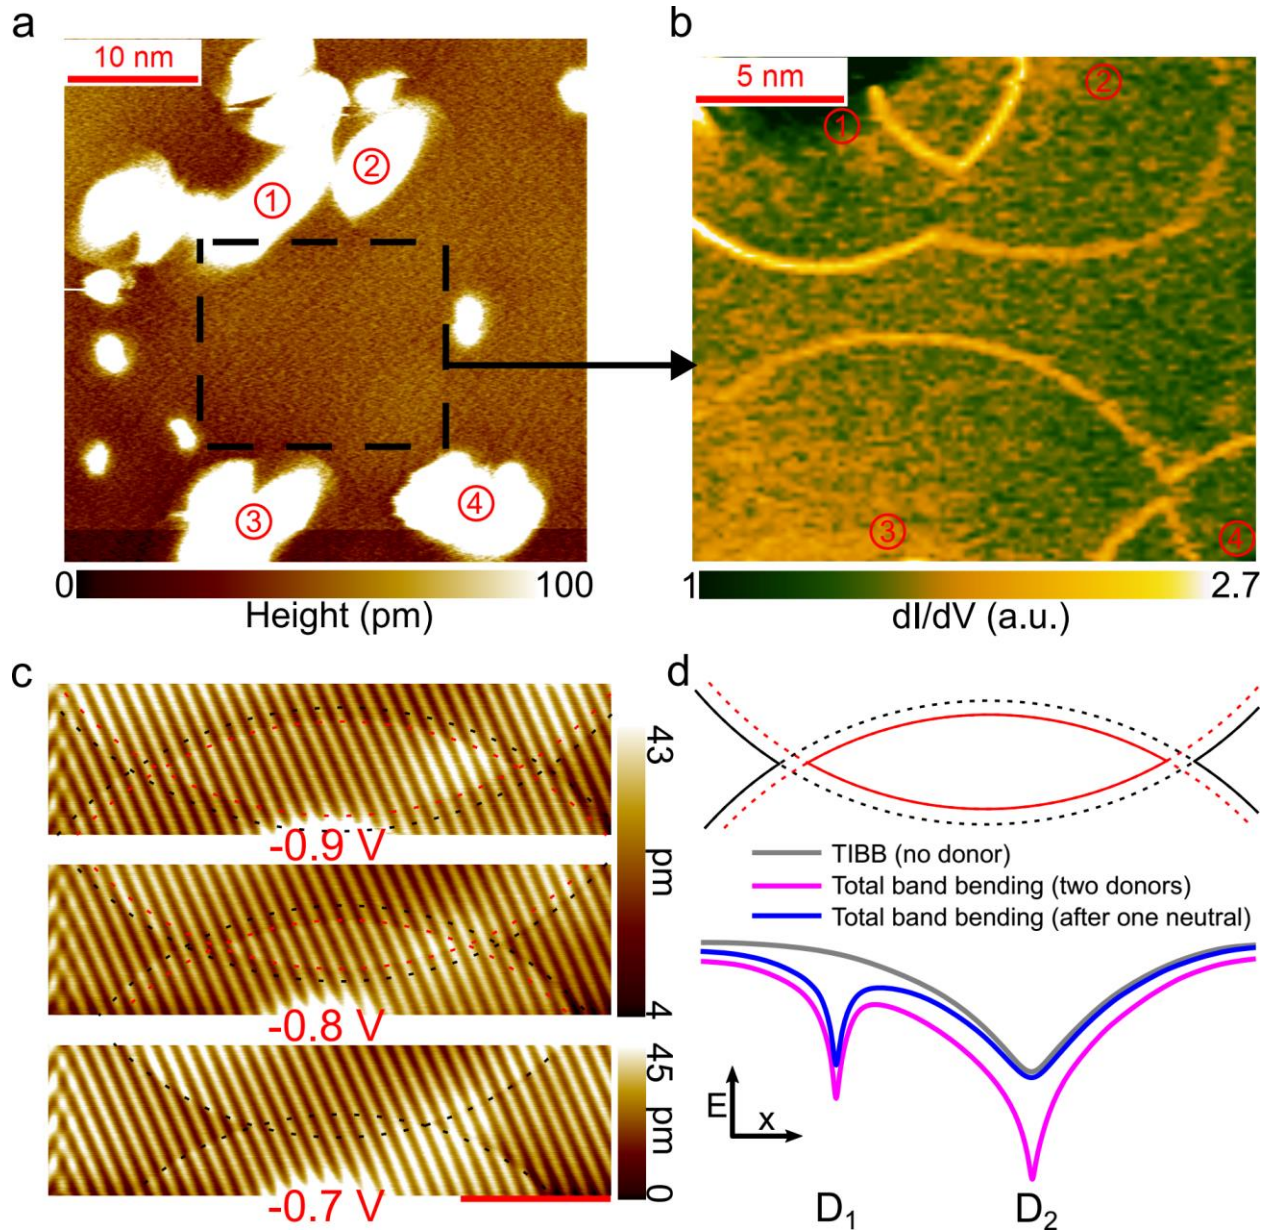 a
10 nm
①
②
③
④
0
100
Height (pm)
b
5 nm
①
②
③
④
1
2.7
dI/dV (a.u.)
c
-0.9 V
-0.8 V
-0.7 V
43
pm
4
45
pm
0
d
TIBB (no donor)
Total band bending (two donors)
Total band bending (after one neutral)
E
x
D₁
D₂